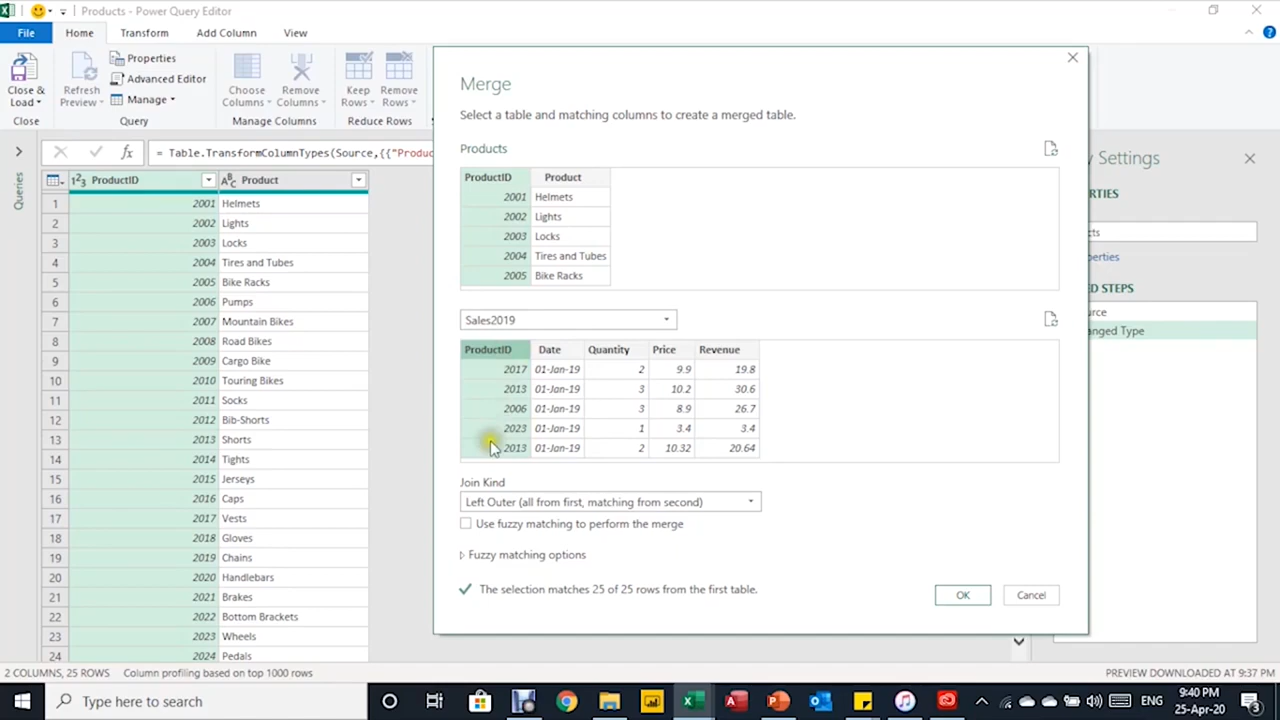 Products - Power Query Editor
File
Home
Transform
Add Column
View
Close &
Load
Refresh
Preview
Properties
Advanced Editor
Manage
Choose
Columns
Remove
Columns
Keep
Rows
Remove
Rows
Close
Query
Manage Columns
Reduce Rows
fx
= Table.TransformColumnTypes(Source,{{"Produc
Queries
ProductID Product
1 2001 Helmets
2 2002 Lights
3 2003 Locks
4 2004 Tires and Tubes
5 2005 Bike Racks
6 2006 Pumps
7 2007 Mountain Bikes
8 2008 Road Bikes
9 2009 Cargo Bike
10 2010 Touring Bikes
11 2011 Socks
12 2012 Bib-Shorts
13 2013 Shorts
14 2014 Tights
15 2015 Jerseys
16 2016 Caps
17 2017 Vests
18 2018 Gloves
19 2019 Chains
20 2020 Handlebars
21 2021 Brakes
22 2022 Bottom Brackets
23 2023 Wheels
24 2024 Pedals
Merge
Select a table and matching columns to create a merged table.
Products
ProductID Product
2001 Helmets
2002 Lights
2003 Locks
2004 Tires and Tubes
2005 Bike Racks
Sales2019
ProductID Date Quantity Price Revenue
2017 01-Jan-19 2 9.9 19.8
2013 01-Jan-19 3 10.2 30.6
2006 01-Jan-19 3 8.9 26.7
2023 01-Jan-19 1 3.4 3.4
2013 01-Jan-19 2 10.32 20.64
Join Kind
Left Outer (all from first, matching from second)
Use fuzzy matching to perform the merge
Fuzzy matching options
The selection matches 25 of 25 rows from the first table.
OK
Cancel
y Settings
RTIES
cts
perties
ED STEPS
urce
anged Type
2 COLUMNS, 25 ROWS
Column profiling based on top 1000 rows
PREVIEW DOWNLOADED AT 9:37 PM
Type here to search
ENG
9:40 PM
25-Apr-20
3